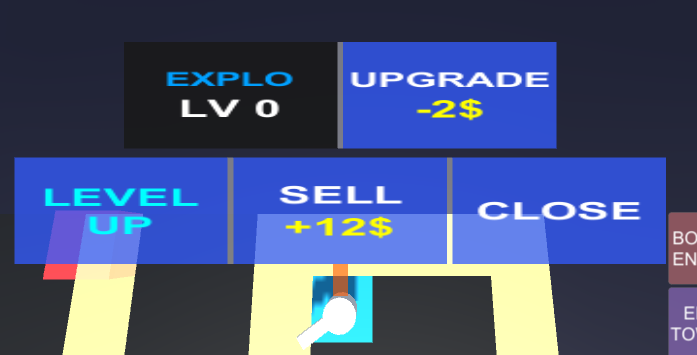 EXPLO
LV 0
UPGRADE
-2$
LEVEL
UP
SELL
+12$
CLOSE